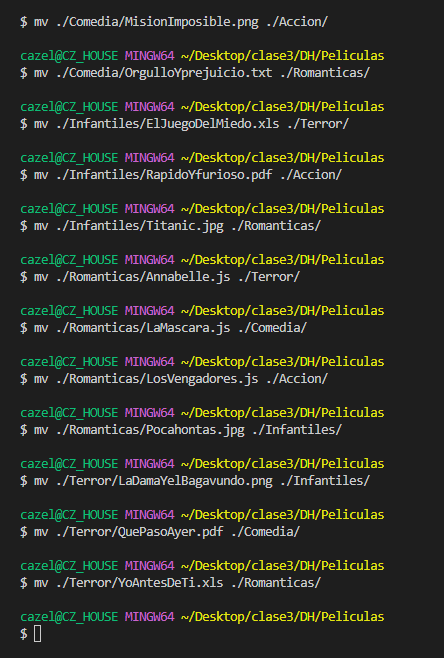 $ mv ./Comedia/MisionImposible.png ./Accion/
cazel@CZ_HOUSE MINGW64 ~/Desktop/clase3/DH/Peliculas
$ mv ./Comedia/OrgulloYprejuicio.txt ./Romanticas/
cazel@CZ_HOUSE MINGW64 ~/Desktop/clase3/DH/Peliculas
$ mv ./Infantiles/ElJuegoDelMiedo.xls ./Terror/
cazel@CZ_HOUSE MINGW64 ~/Desktop/clase3/DH/Peliculas
$ mv ./Infantiles/RapidoYfurioso.pdf ./Accion/
cazel@CZ_HOUSE MINGW64 ~/Desktop/clase3/DH/Peliculas
$ mv ./Infantiles/Titanic.jpg ./Romanticas/
cazel@CZ_HOUSE MINGW64 ~/Desktop/clase3/DH/Peliculas
$ mv ./Romanticas/Annabelle.js ./Terror/
cazel@CZ_HOUSE MINGW64 ~/Desktop/clase3/DH/Peliculas
$ mv ./Romanticas/LaMascara.js ./Comedia/
cazel@CZ_HOUSE MINGW64 ~/Desktop/clase3/DH/Peliculas
$ mv ./Romanticas/LosVengadores.js ./Accion/
cazel@CZ_HOUSE MINGW64 ~/Desktop/clase3/DH/Peliculas
$ mv ./Romanticas/Pocahontas.jpg ./Infantiles/
cazel@CZ_HOUSE MINGW64 ~/Desktop/clase3/DH/Peliculas
$ mv ./Terror/LaDamaYelBagavundo.png ./Infantiles/
cazel@CZ_HOUSE MINGW64 ~/Desktop/clase3/DH/Peliculas
$ mv ./Terror/QuePasoAyer.pdf ./Comedia/
cazel@CZ_HOUSE MINGW64 ~/Desktop/clase3/DH/Peliculas
$ mv ./Terror/YoAntesDeTi.xls ./Romanticas/
cazel@CZ_HOUSE MINGW64 ~/Desktop/clase3/DH/Peliculas
$